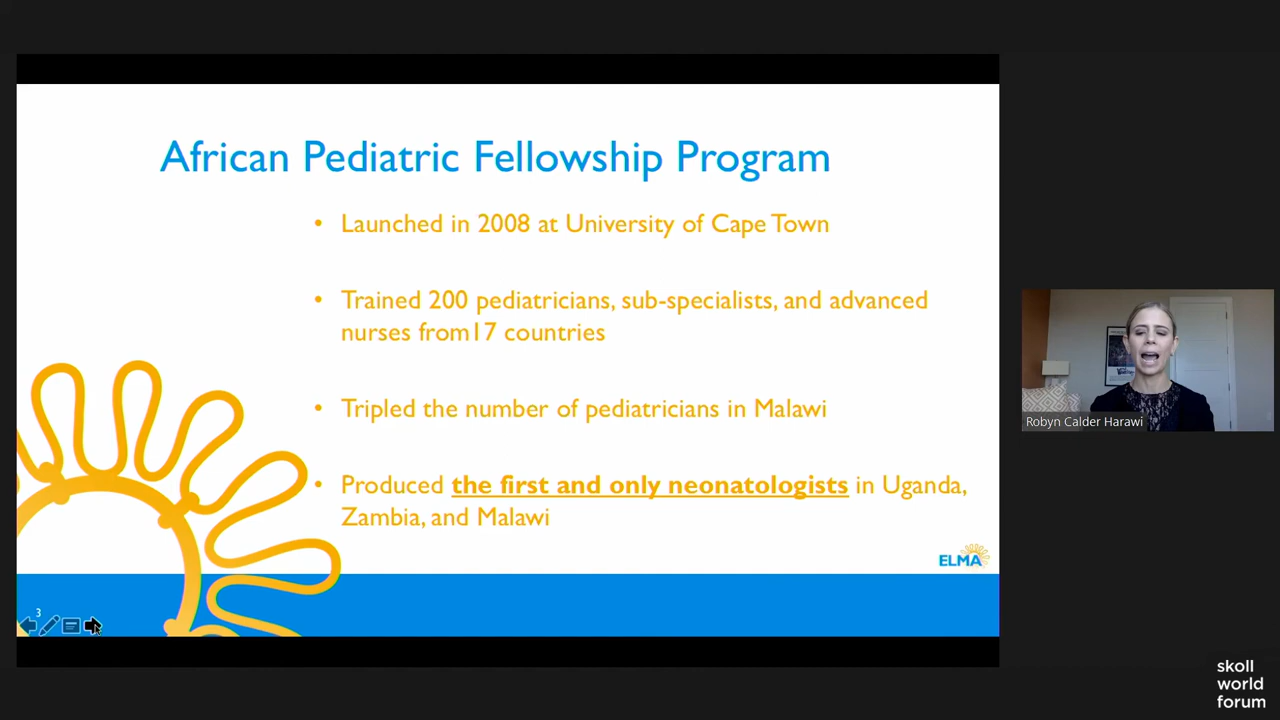 African Pediatric Fellowship Program
• Launched in 2008 at University of Cape Town
• Trained 200 pediatricians, sub-specialists, and advanced
nurses from17 countries
• Tripled the number of pediatricians in Malawi
• Produced the first and only neonatologists in Uganda,
Zambia, and Malawi
ELMA
3
Robyn Calder Harawi
skoll
world
forum